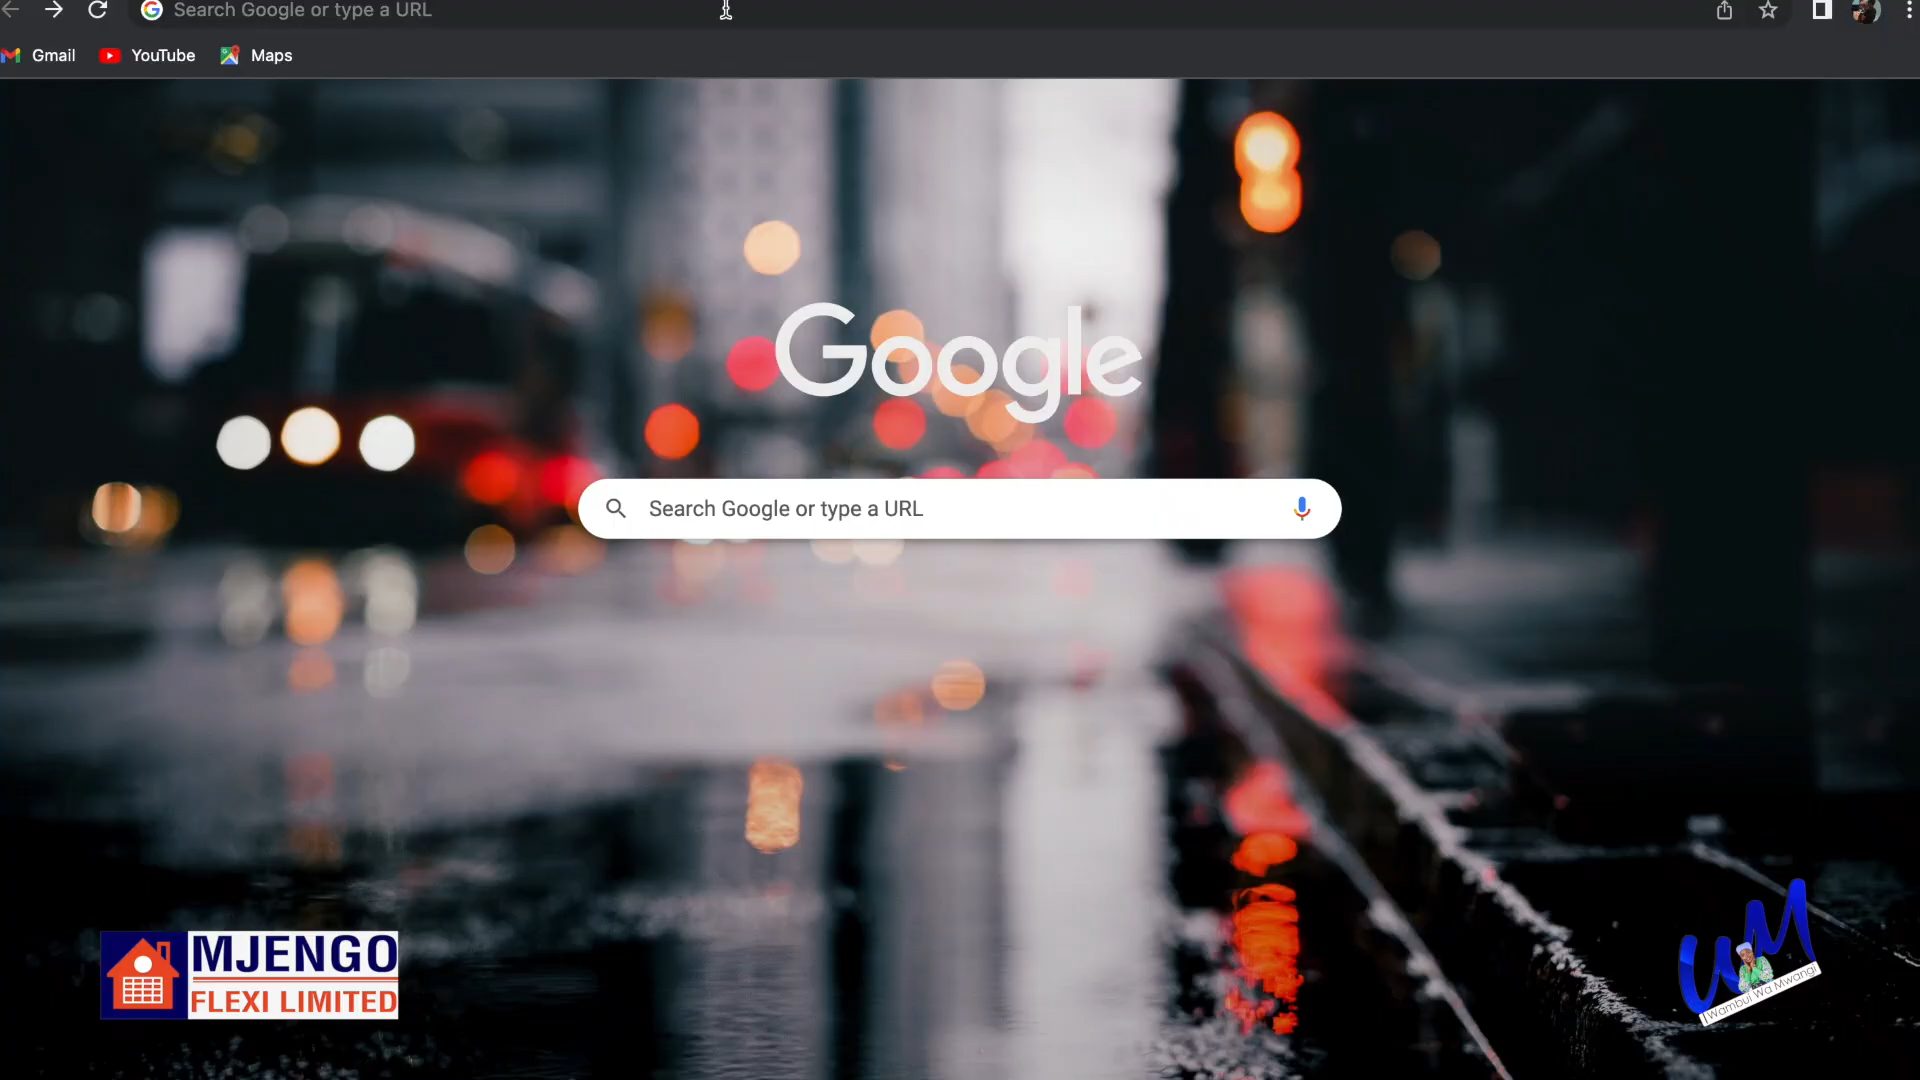 Search Google or type a URL
Gmail
YouTube
Maps
Google
Search Google or type a URL
MJENGO
FLEXI LIMITED
WM
Wambui Wa Mwangi